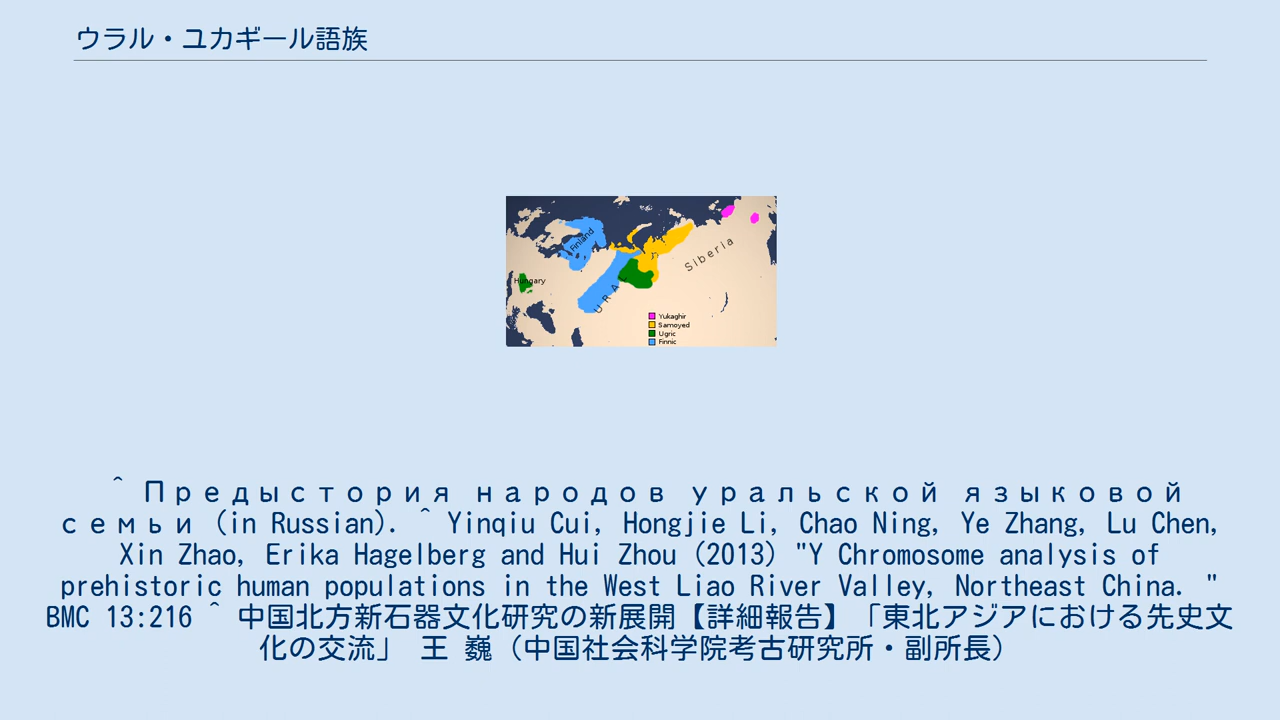 ウラル・ユカギール語族
Finland
Siberia
Hungary
URA
Yukaghir
Samoyed
Ugric
Finnic
^ Предыстория народов уральской языковой
семьи (in Russian). ^ Yinqiu Cui, Hongjie Li, Chao Ning, Ye Zhang, Lu Chen,
Xin Zhao, Erika Hagelberg and Hui Zhou (2013) "Y Chromosome analysis of
prehistoric human populations in the West Liao River Valley, Northeast China. "
BMC 13:216 ^ 中国北方新石器文化研究の新展開【詳細報告】「東北アジアにおける先史文
化の交流」 王 巍（中国社会科学院考古研究所・副所長）